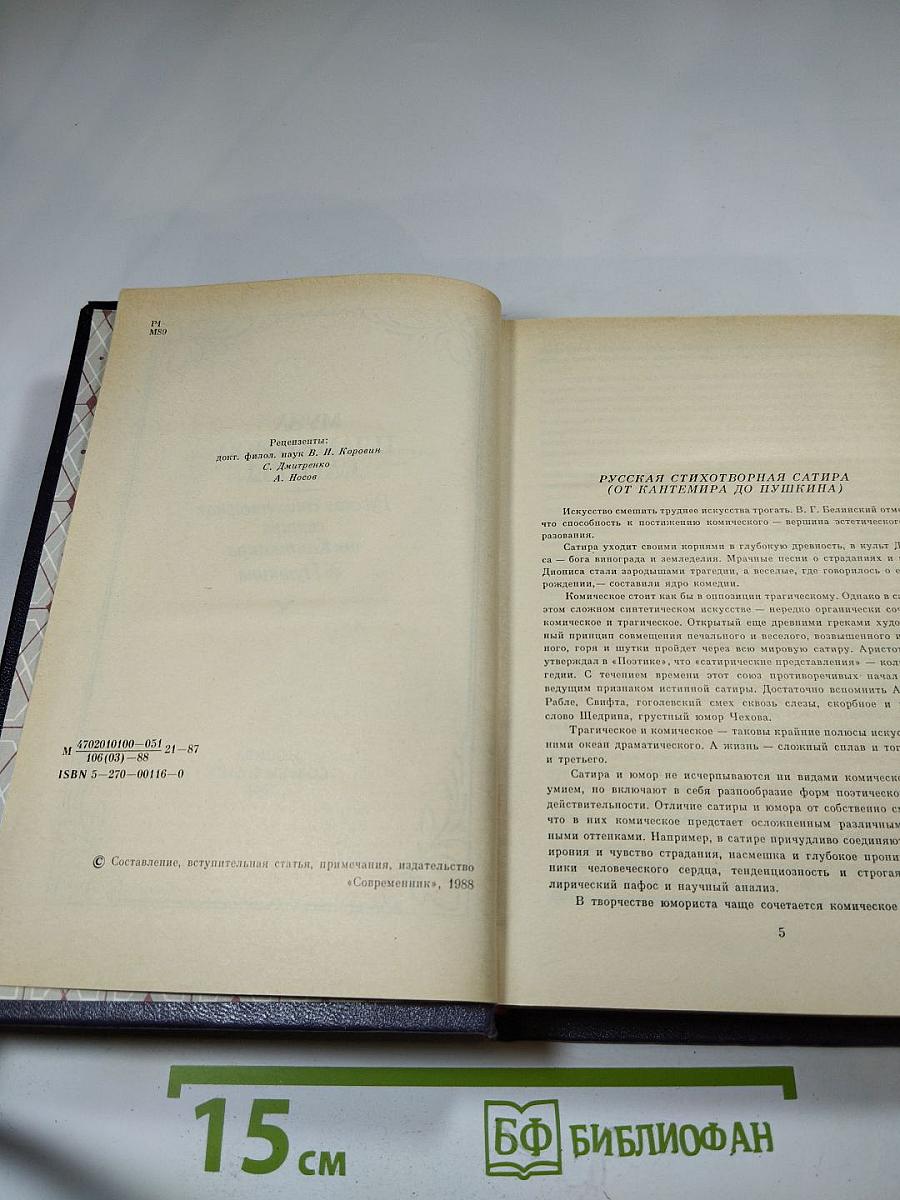 Р1
М89
Рецензенты:
докт. филол. наук В. И. Коровин
С. Дмитренко
А. Носов
М 4702010100—051 21—87
106(03)—88
ISBN 5—270—00116—0
© Составление, вступительная статья, примечания, издательство
«Современник», 1988
РУССКАЯ СТИХОТВОРНАЯ САТИРА
(ОТ КАНТЕМИРА ДО ПУШКИНА)
Искусство смешить труднее искусства трогать. В. Г. Белинский отме
что способность к постижению комического — вершина эстетического
разования.
Сатира уходит своими корнями в глубокую древность, в культ Д
са — бога винограда и земледелия. Мрачные песни о страданиях и
Диониса стали зародышами трагедии, а веселые, где говорилось о е
рождении,— составили ядро комедии.
Комическое стоит как бы в оппозиции трагическому. Однако в са
этом сложном синтетическом искусстве — нередко органически соч
комическое и трагическое. Открытый еще древними греками худо
ный принцип совмещения печального и веселого, возвышенного и
ного, горя и шутки пройдет через всю мировую сатиру. Аристот
утверждал в «Поэтике», что «сатирические представления» — кол
гедии. С течением времени этот союз противоречивых начал
ведущим признаком истинной сатиры. Достаточно вспомнить А
Рабле, Свифта, гоголевский смех сквозь слезы, скорбное и
слово Щедрина, грустный юмор Чехова.
Трагическое и комическое — таковы крайние полюсы искус
ними океан драматического. А жизнь — сложный сплав и тог
и третьего.
Сатира и юмор не исчерпываются ни видами комическо
умием, но включают в себя разнообразие форм поэтическо
действительности. Отличие сатиры и юмора от собственно см
что в них комическое предстает осложненным различным
ными оттенками. Например, в сатире причудливо соединяют
ирония и чувство страдания, насмешка и глубокое прони
ники человеческого сердца, тенденциозность и строгая
лирический пафос и научный анализ.
В творчестве юмориста чаще сочетается комическое
5
15 см
БФ БИБЛИОФАН